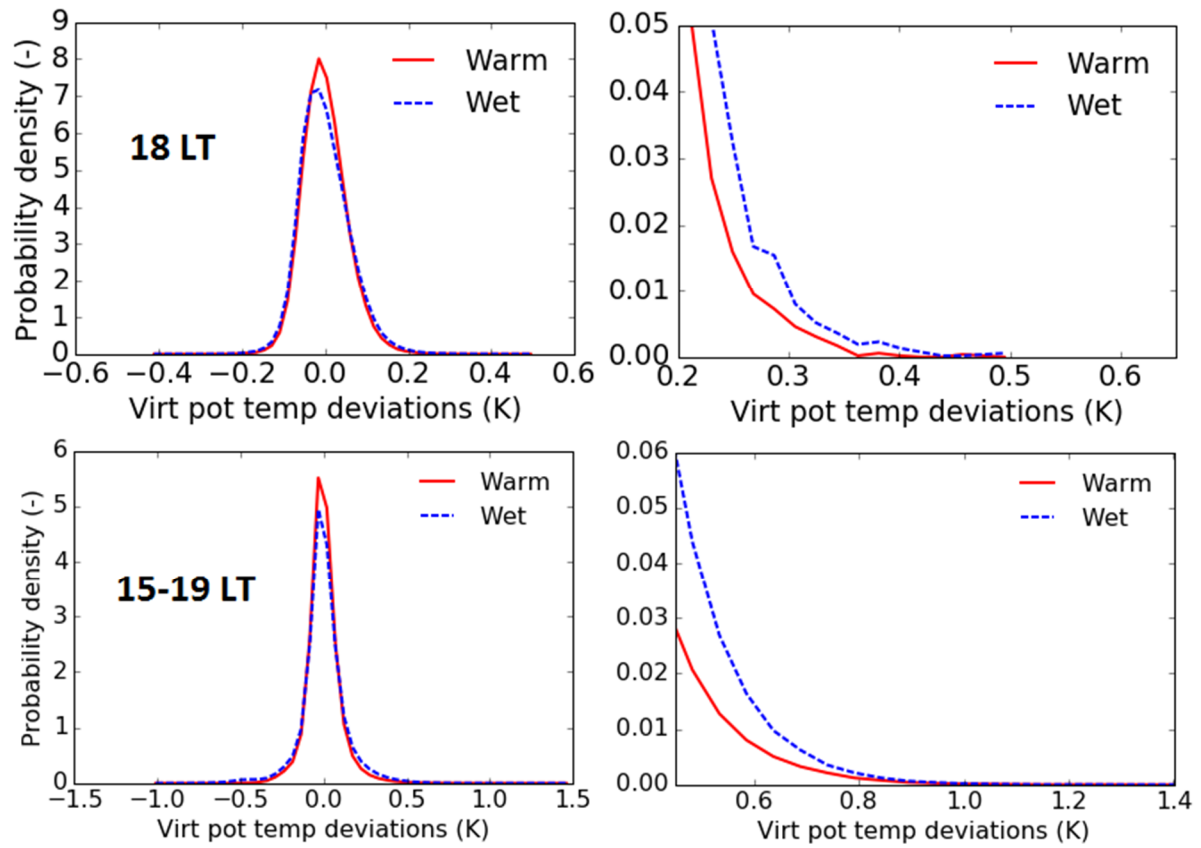 9
8
7
6
5
4
3
2
1
0
Probability density (-)
Warm
Wet
18 LT
−0.6 −0.4 −0.2 0.0 0.2 0.4 0.6
Virt pot temp deviations (K)
0.05
0.04
0.03
0.02
0.01
0.00
Warm
Wet
0.2 0.3 0.4 0.5 0.6
Virt pot temp deviations (K)
6
5
4
3
2
1
0
Probability density (-)
Warm
Wet
15-19 LT
−1.5 −1.0 −0.5 0.0 0.5 1.0 1.5
Virt pot temp deviations (K)
0.06
0.05
0.04
0.03
0.02
0.01
0.00
Warm
Wet
0.6 0.8 1.0 1.2 1.4
Virt pot temp deviations (K)